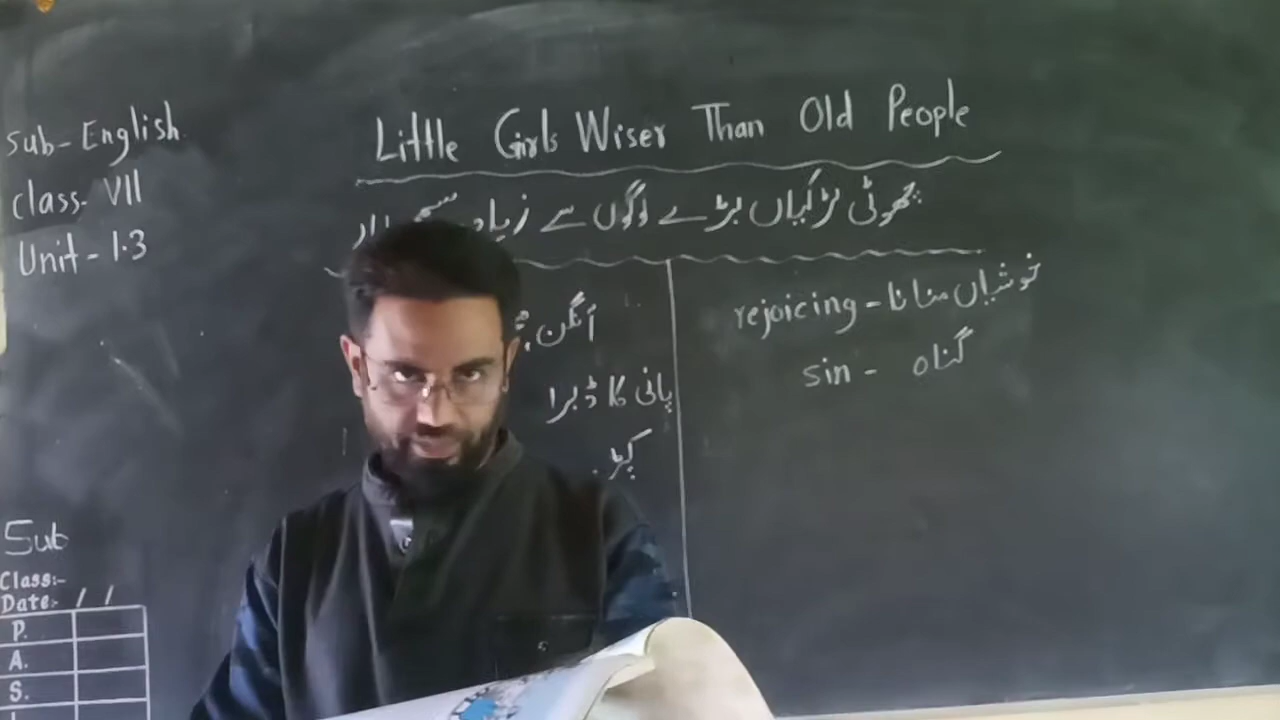 Sub- English
Class- VII
Unit - 1.3
Little Girls Wiser Than Old People
چھوٹی لڑکیاں بڑے لوگوں سے
آنگن
پانی کا ڈبرا
rejoicing - خوشیاں منانا
sin - گناہ
Sub
Class:-
Date:- / /
P.
A.
S.